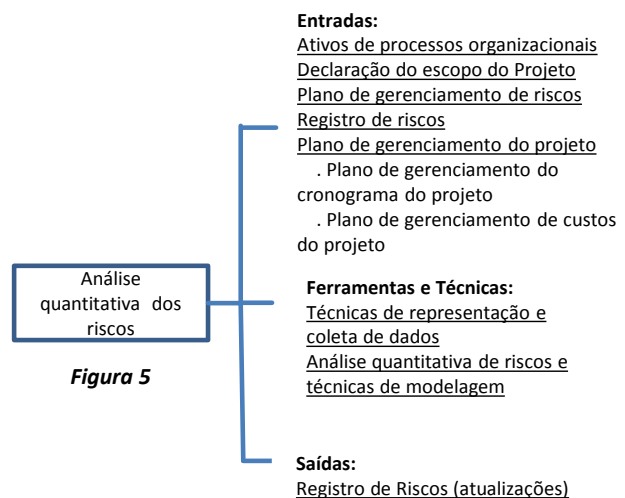 Entradas:
Ativos de processos organizacionais
Declaração do escopo do Projeto
Plano de gerenciamento de riscos
Registro de riscos
Plano de gerenciamento do projeto
. Plano de gerenciamento do
cronograma do projeto
. Plano de gerenciamento de custos
do projeto
Análise
quantitativa dos
riscos
Figura 5
Ferramentas e Técnicas:
Técnicas de representação e
coleta de dados
Análise quantitativa de riscos e
técnicas de modelagem
Saídas:
Registro de Riscos (atualizações)